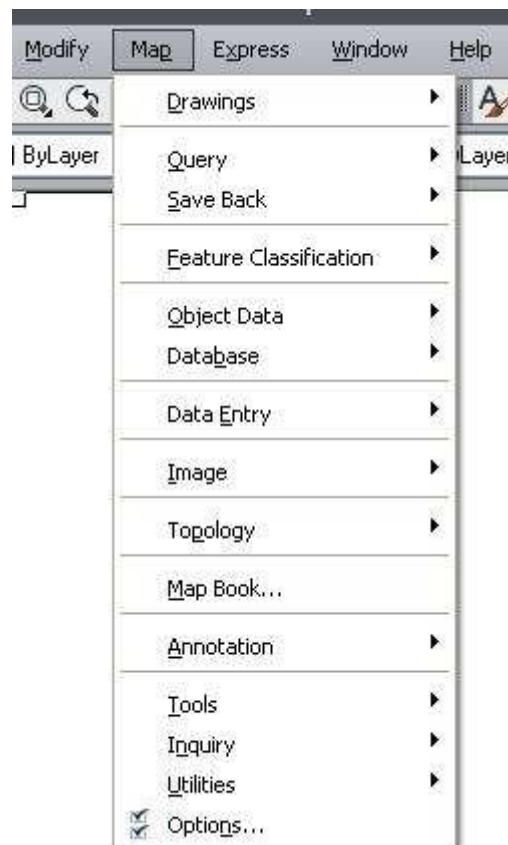 Modify Map Express Window Help
Drawings
ByLayer
Query
Save Back
Feature Classification
Object Data
Database
Data Entry
Image
Topology
Map Book...
Annotation
Tools
Inquiry
Utilities
Options...